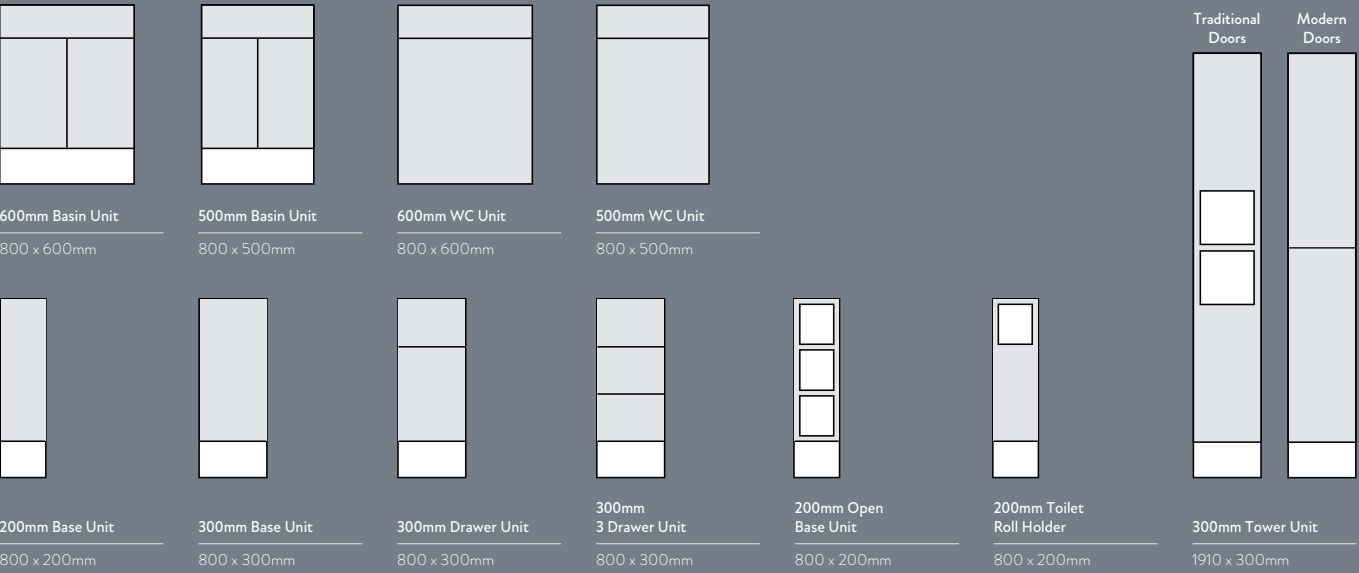 Traditional
Doors
Modern
Doors
600mm Basin Unit
800 x 600mm
500mm Basin Unit
800 x 500mm
600mm WC Unit
800 x 600mm
500mm WC Unit
800 x 500mm
200mm Base Unit
800 x 200mm
300mm Base Unit
800 x 300mm
300mm Drawer Unit
800 x 300mm
300mm
3 Drawer Unit
800 x 300mm
200mm Open
Base Unit
800 x 200mm
200mm Toilet
Roll Holder
800 x 200mm
300mm Tower Unit
1910 x 300mm